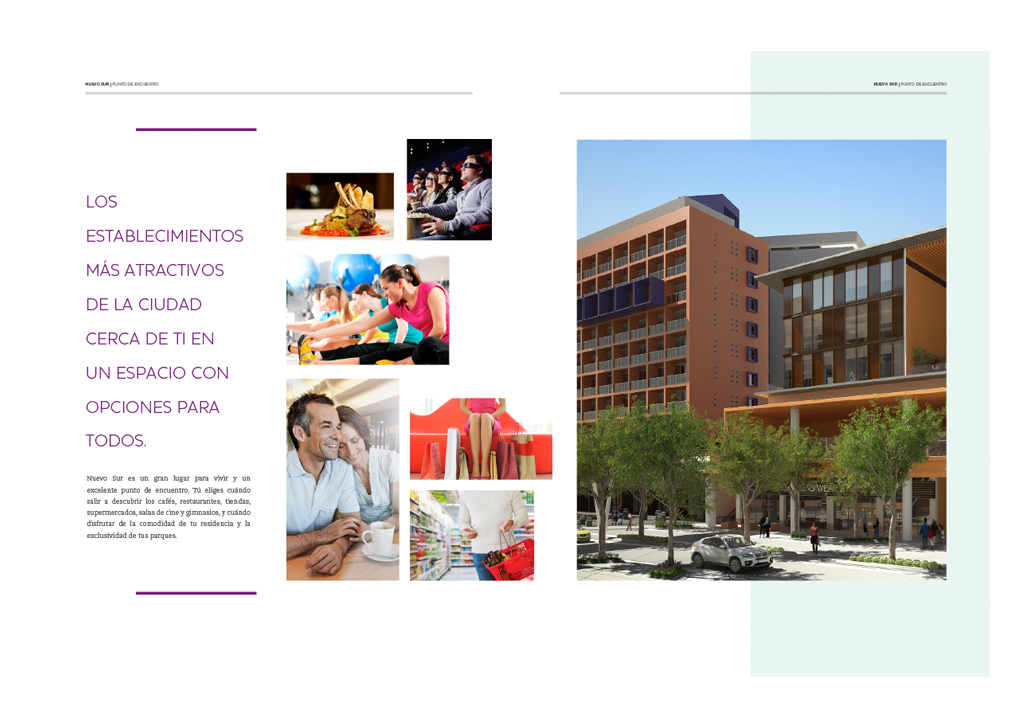 NUEVO SUR | PUNTO DE ENCUENTRO
NUEVO SUR | PUNTO DE ENCUENTRO
LOS
ESTABLECIMIENTOS
MÁS ATRACTIVOS
DE LA CIUDAD
CERCA DE TI EN
UN ESPACIO CON
OPCIONES PARA
TODOS.
Nuevo Sur es un gran lugar para vivir y un
excelente punto de encuentro. Tú eliges cuándo
salir a descubrir los cafés, restaurantes, tiendas,
supermercados, salas de cine y gimnasios, y cuándo
disfrutar de la comodidad de tu residencia y la
exclusividad de tus parques.